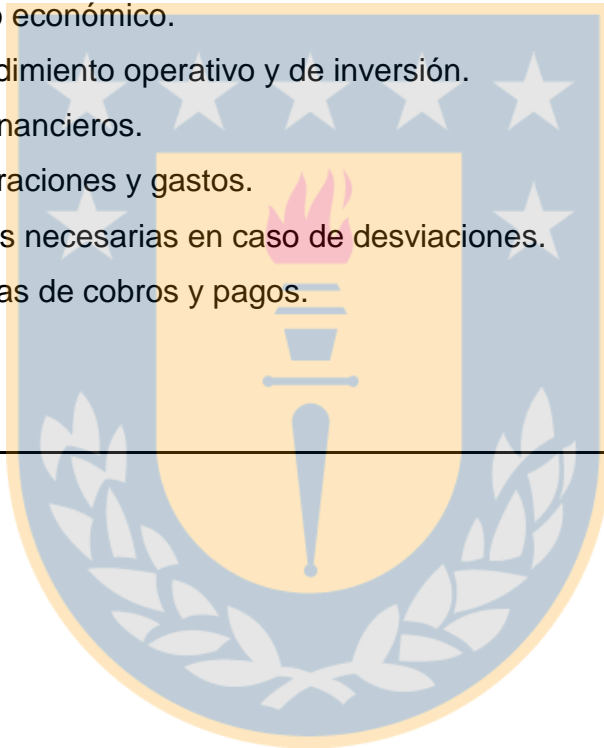 o económico.
dimiento operativo y de inversión.
nancieros.
raciones y gastos.
s necesarias en caso de desviaciones.
as de cobros y pagos.